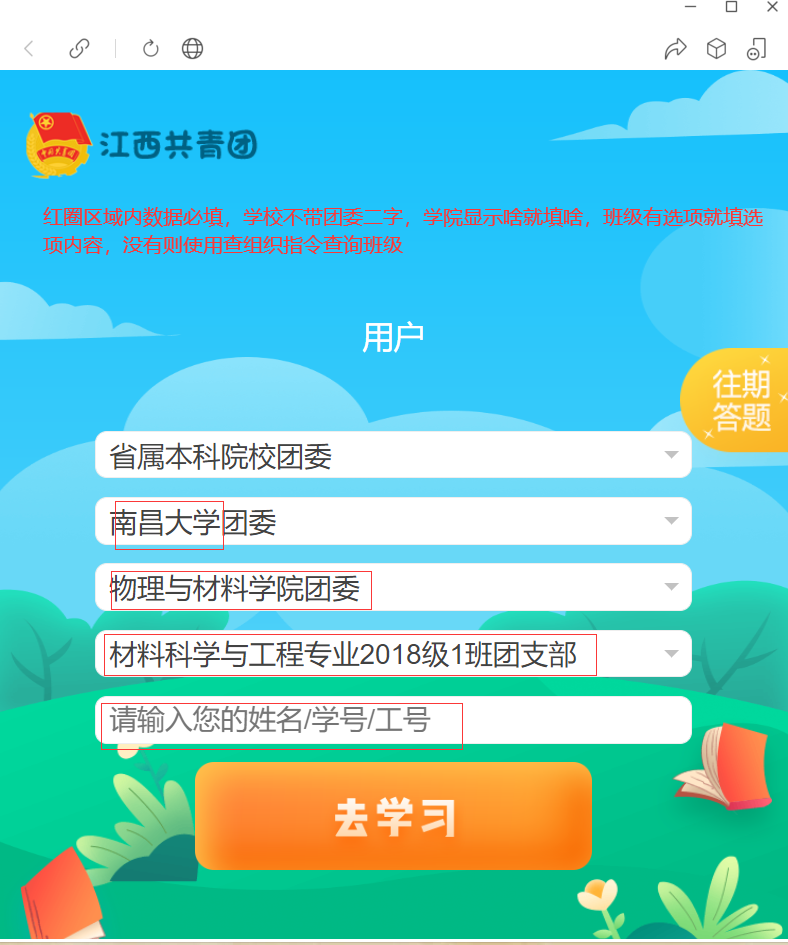 江西共青团
红圈区域内数据必填，学校不带团委二字，学院显示啥就填啥，班级有选项就填选
项内容，没有则使用查组织指令查询班级
用户
往期
答题
省属本科院校团委
南昌大学团委
物理与材料学院团委
材料科学与工程专业2018级1班团支部
请输入您的姓名/学号/工号
去学习